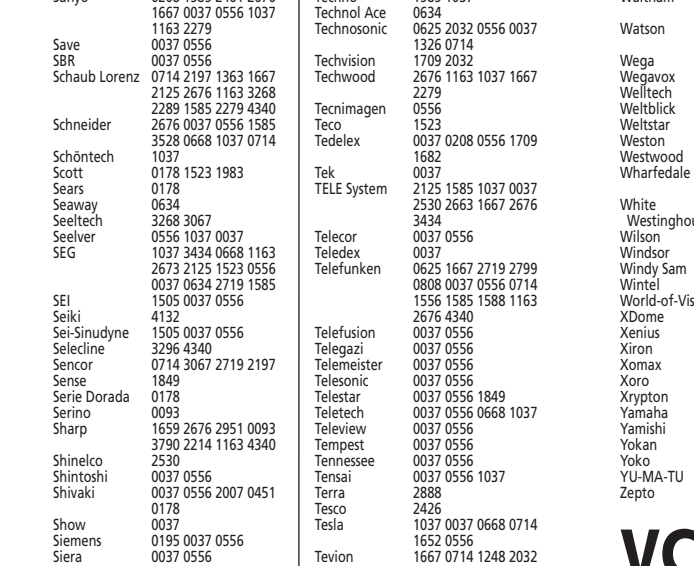 1667 0037 0556 1037
1163 2279
Save 0037 0556
SBR 0037 0556
Schaub Lorenz 0714 2197 1363 1667
2125 2676 1163 3268
2289 1585 2279 4340
Schneider 2676 0037 0556 1585
3528 0668 1037 0714
Schöntech 1037
Scott 0178 1523 1983
Sears 0178
Seaway 0634
Seeltech 3268 3067
Seelver 0556 1037 0037
SEG 1037 3434 0668 1163
2673 2125 1523 0556
0037 0634 2719 1585
SEI 1505 0037 0556
Seiki 4132
Sei-Sinudyne 1505 0037 0556
Selecline 3296 4340
Sencor 0714 3067 2719 2197
Sense 1849
Serie Dorada 0178
Serino 0093
Sharp 1659 2676 2951 0093
3790 2214 1163 4340
Shinelco 2530
Shintoshi 0037 0556
Shivaki 0037 0556 2007 0451
0178
Show 0037
Siemens 0195 0037 0556
Siera 0037 0556
Technol Ace 0634
Technosonic 0625 2032 0556 0037
1326 0714
Techvision 1709 2032
Techwood 2676 1163 1037 1667
2279
Tecnimagen 0556
Teco 1523
Tedelex 0037 0208 0556 1709
1682
Tek 0037
TELE System 2125 1585 1037 0037
2530 2663 1667 2676
3434
Telecor 0037 0556
Teledex 0037
Telefunken 0625 1667 2719 2799
0808 0037 0556 0714
1556 1585 1588 1163
2676 4340
Telefusion 0037 0556
Telegazi 0037 0556
Telemeister 0037 0556
Telesonic 0037 0556
Telestar 0037 0556 1849
Teletech 0037 0556 0668 1037
Teleview 0037 0556
Tempest 0037 0556
Tennessee 0037 0556
Tensai 0037 0556 1037
Terra 2888
Tesco 2426
Tesla 1037 0037 0668 0714
1652 0556
Tevion 1667 0714 1248 2032
Watson
Wega
Wegavox
Welltech
Weltblick
Weltstar
Weston
Westwood
Wharfedale
White
Westinghou
Wilson
Windsor
Windy Sam
Wintel
World-of-Vis
XDome
Xenius
Xiron
Xomax
Xoro
Xrypton
Yamaha
Yamishi
Yokan
Yoko
YU-MA-TU
Zepto